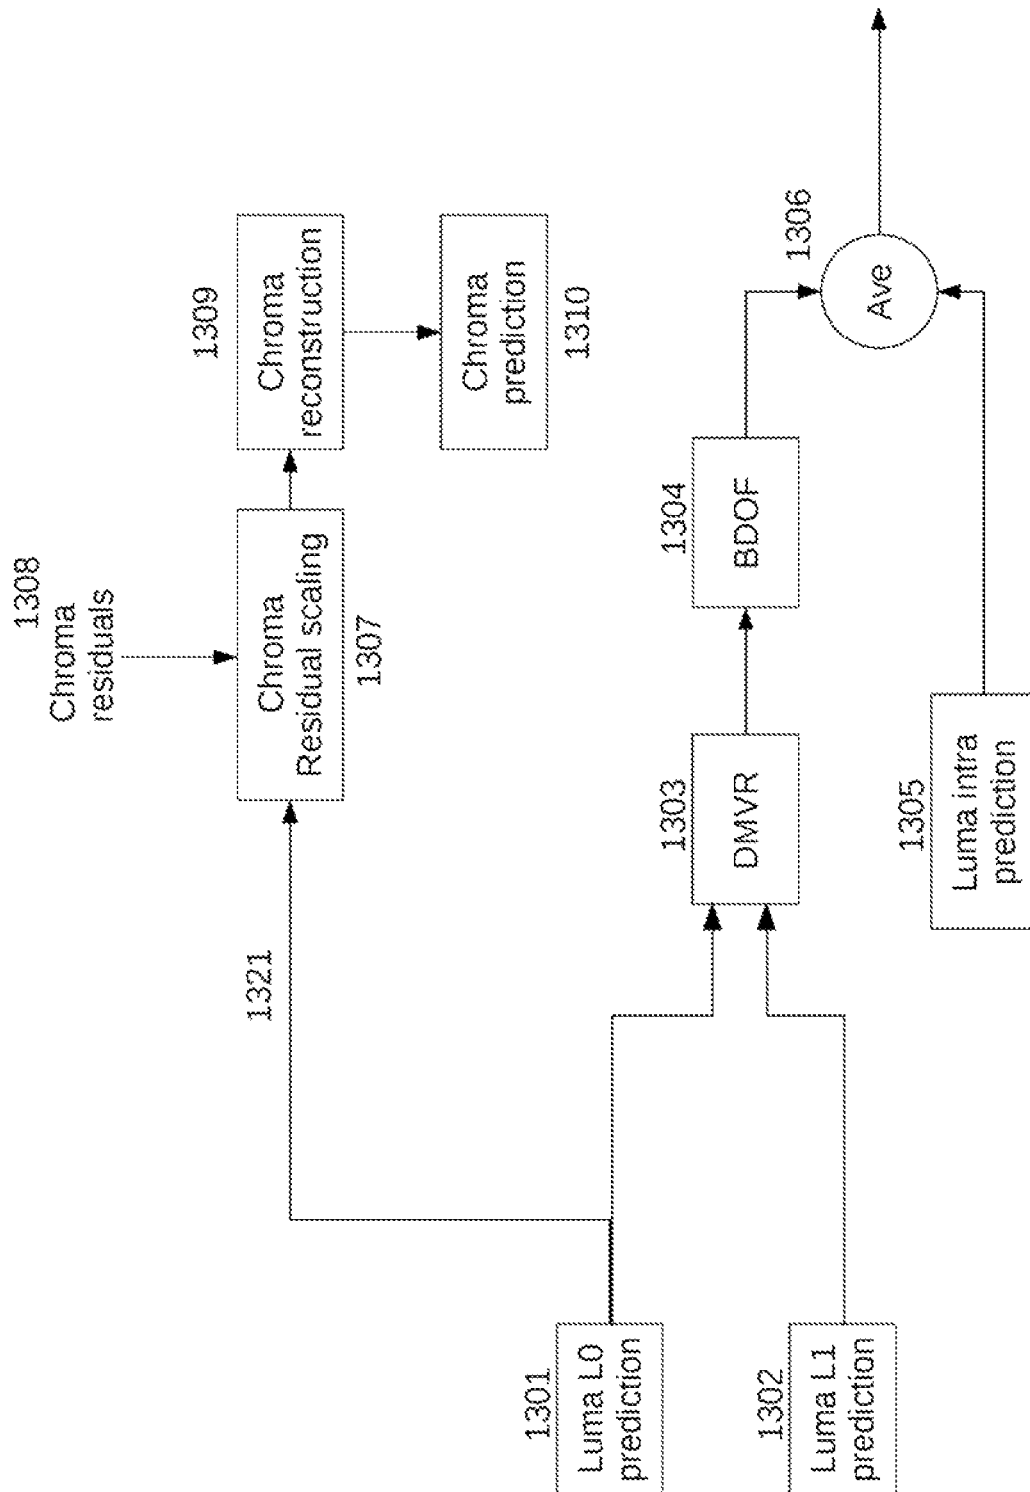 1308
Chroma
residuals
1321
Chroma
Residual scaling
1307
1309
Chroma
reconstruction
Chroma
prediction
1310
1301
Luma L0
prediction
1302
Luma L1
prediction
1303
DMVR
1304
BDOF
1305
Luma intra
prediction
1306
Ave